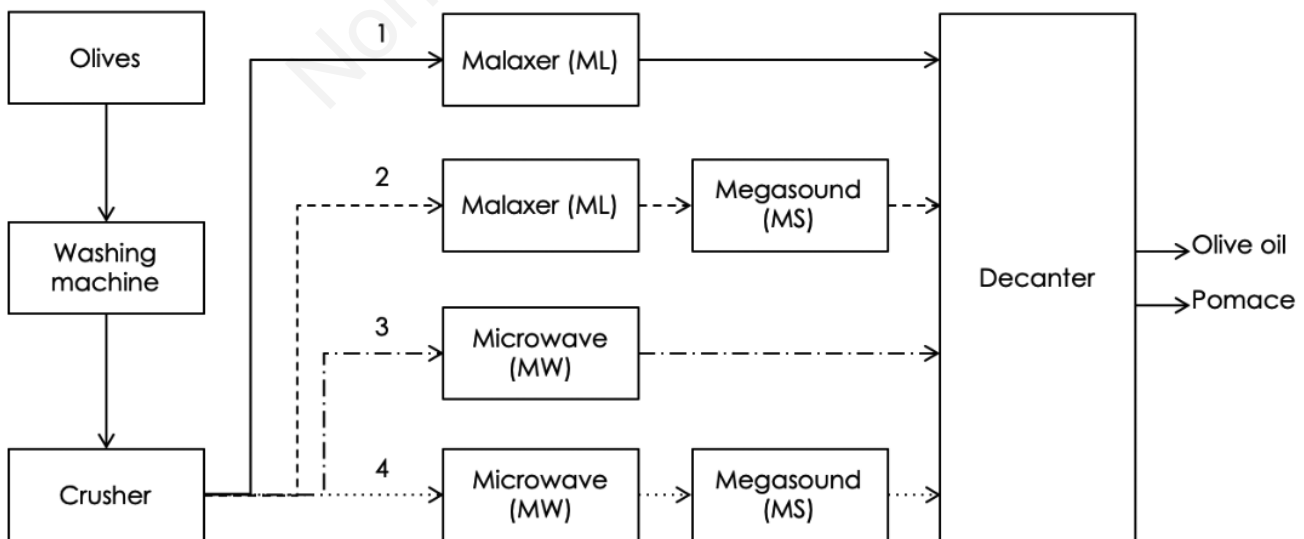 Olives
Washing
machine
Crusher
1
Malaxer (ML)
2
Malaxer (ML)
Megasound
(MS)
3
Microwave
(MW)
4
Microwave
(MW)
Megasound
(MS)
Decanter
Olive oil
Pomace